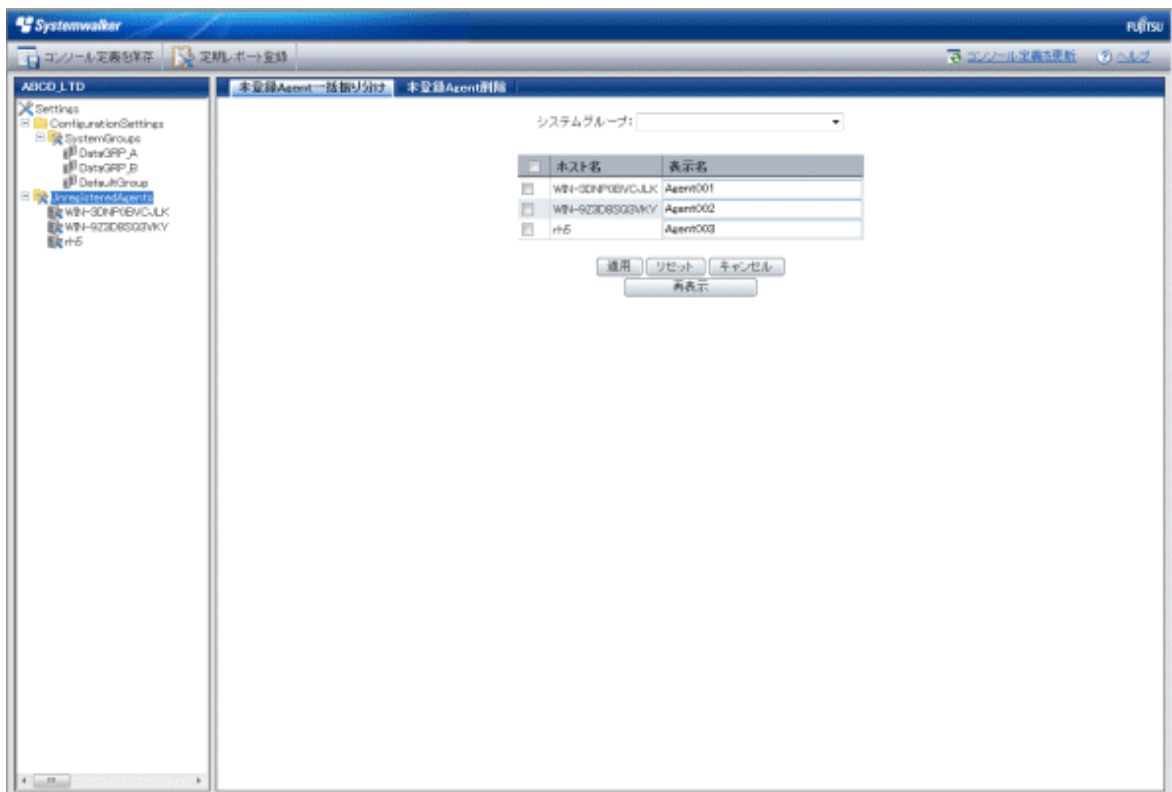 Systemwalker
FUJITSU
コンソール定義を保存 定期レポート登録 コンソール定義を更新 ヘルプ
ABCD_LTD
未登録Agent一括振り分け 未登録Agent削除
Settings
ConfigurationSettings
SystemGroups
DataGRP_A
DataGRP_B
DefaultGroup
UnregisteredAgents
WIN-3DNP0BVCJLK
WIN-9Z3D8SG3VKY
rh5
システムグループ:
ホスト名 表示名
WIN-3DNP0BVCJLK Agent001
WIN-9Z3D8SG3VKY Agent002
rh5 Agent003
適用 リセット キャンセル
再表示